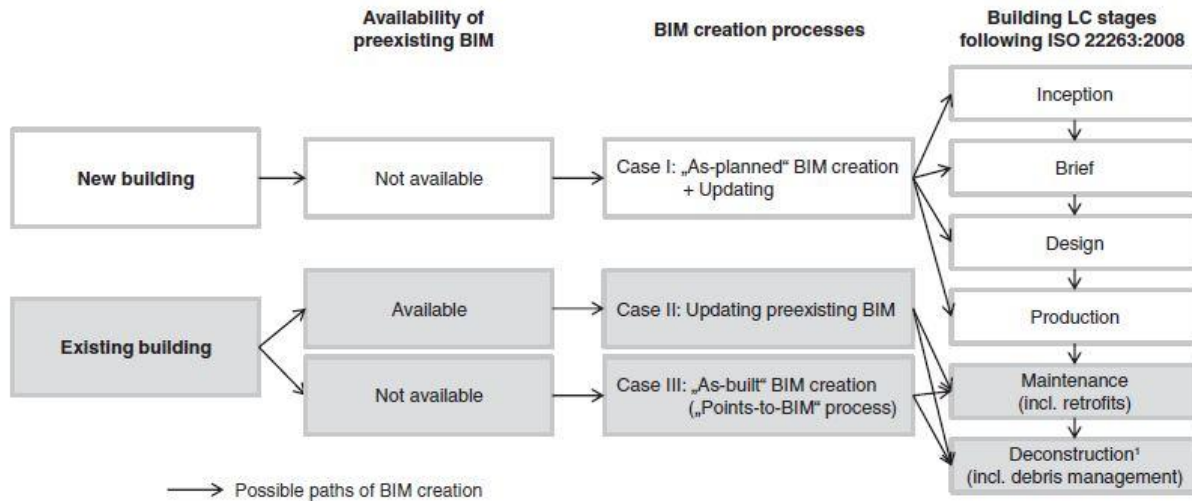 Availability of
preexisting BIM
BIM creation processes
Building LC stages
following ISO 22263:2008
New building
Not available
Case I: „As-planned“ BIM creation
+ Updating
Inception
Brief
Design
Production
Existing building
Available
Case II: Updating preexisting BIM
Not available
Case III: „As-built“ BIM creation
(„Points-to-BIM“ process)
Maintenance
(incl. retrofits)
Deconstruction¹
(incl. debris management)
Possible paths of BIM creation